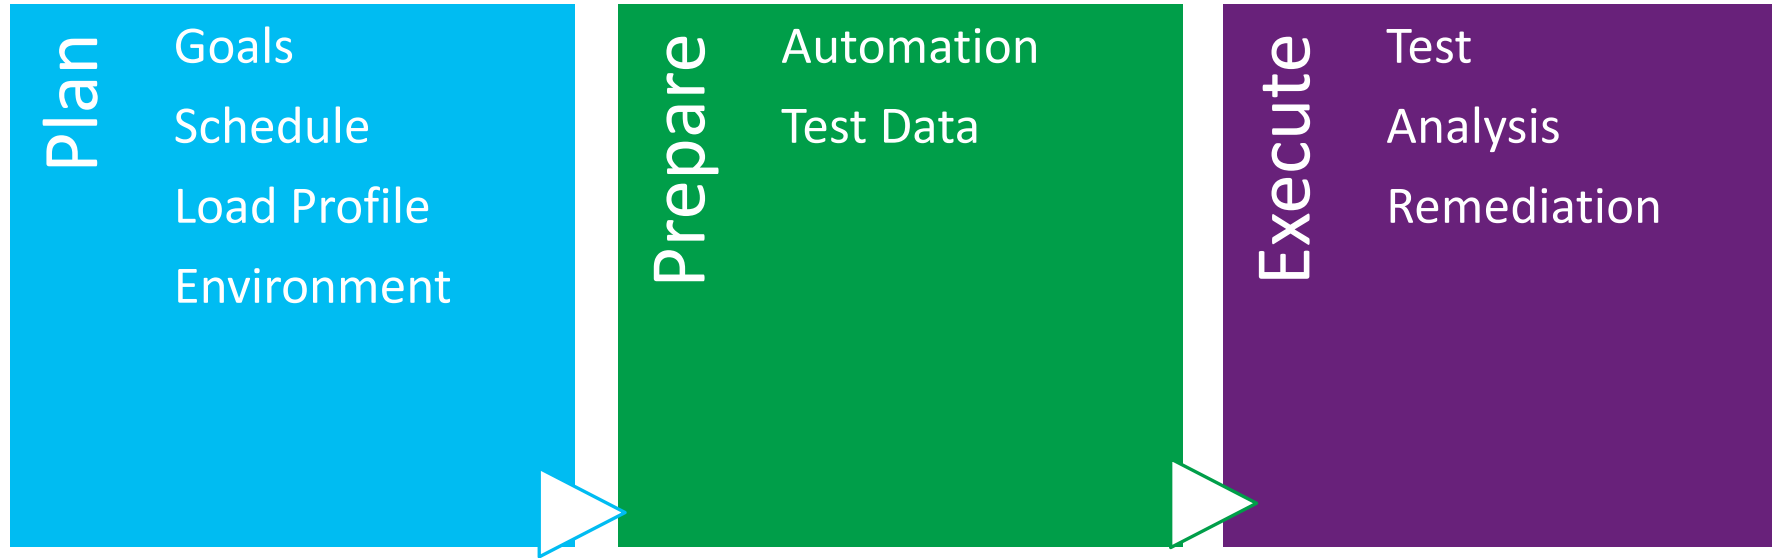 Plan
Goals
Schedule
Load Profile
Environment
Prepare
Automation
Test Data
Execute
Test
Analysis
Remediation